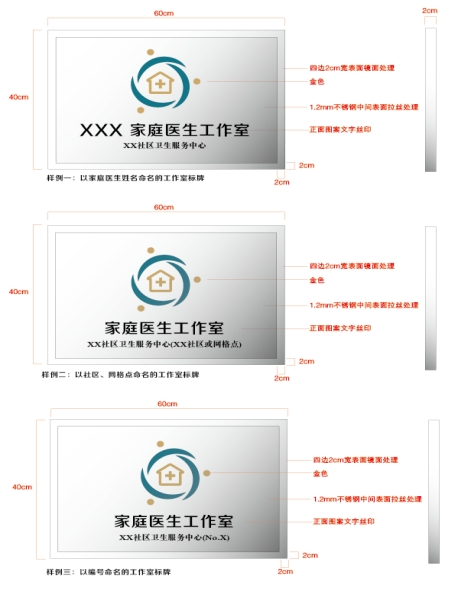 60cm
2cm
40cm
四边2cm宽表面镜面处理
金色
1.2mm不锈钢中间表面拉丝处理
正面图案文字丝印
XXX 家庭医生工作室
XX社区卫生服务中心
2cm
2cm
样例一：以家庭医生姓名命名的工作室标牌
60cm
40cm
四边2cm宽表面镜面处理
金色
1.2mm不锈钢中间表面拉丝处理
正面图案文字丝印
家庭医生工作室
XX社区卫生服务中心(XX社区或网格点)
2cm
2cm
样例二：以社区、网格点命名的工作室标牌
60cm
40cm
四边2cm宽表面镜面处理
金色
1.2mm不锈钢中间表面拉丝处理
正面图案文字丝印
家庭医生工作室
XX社区卫生服务中心(No.X)
2cm
2cm
样例三：以编号命名的工作室标牌